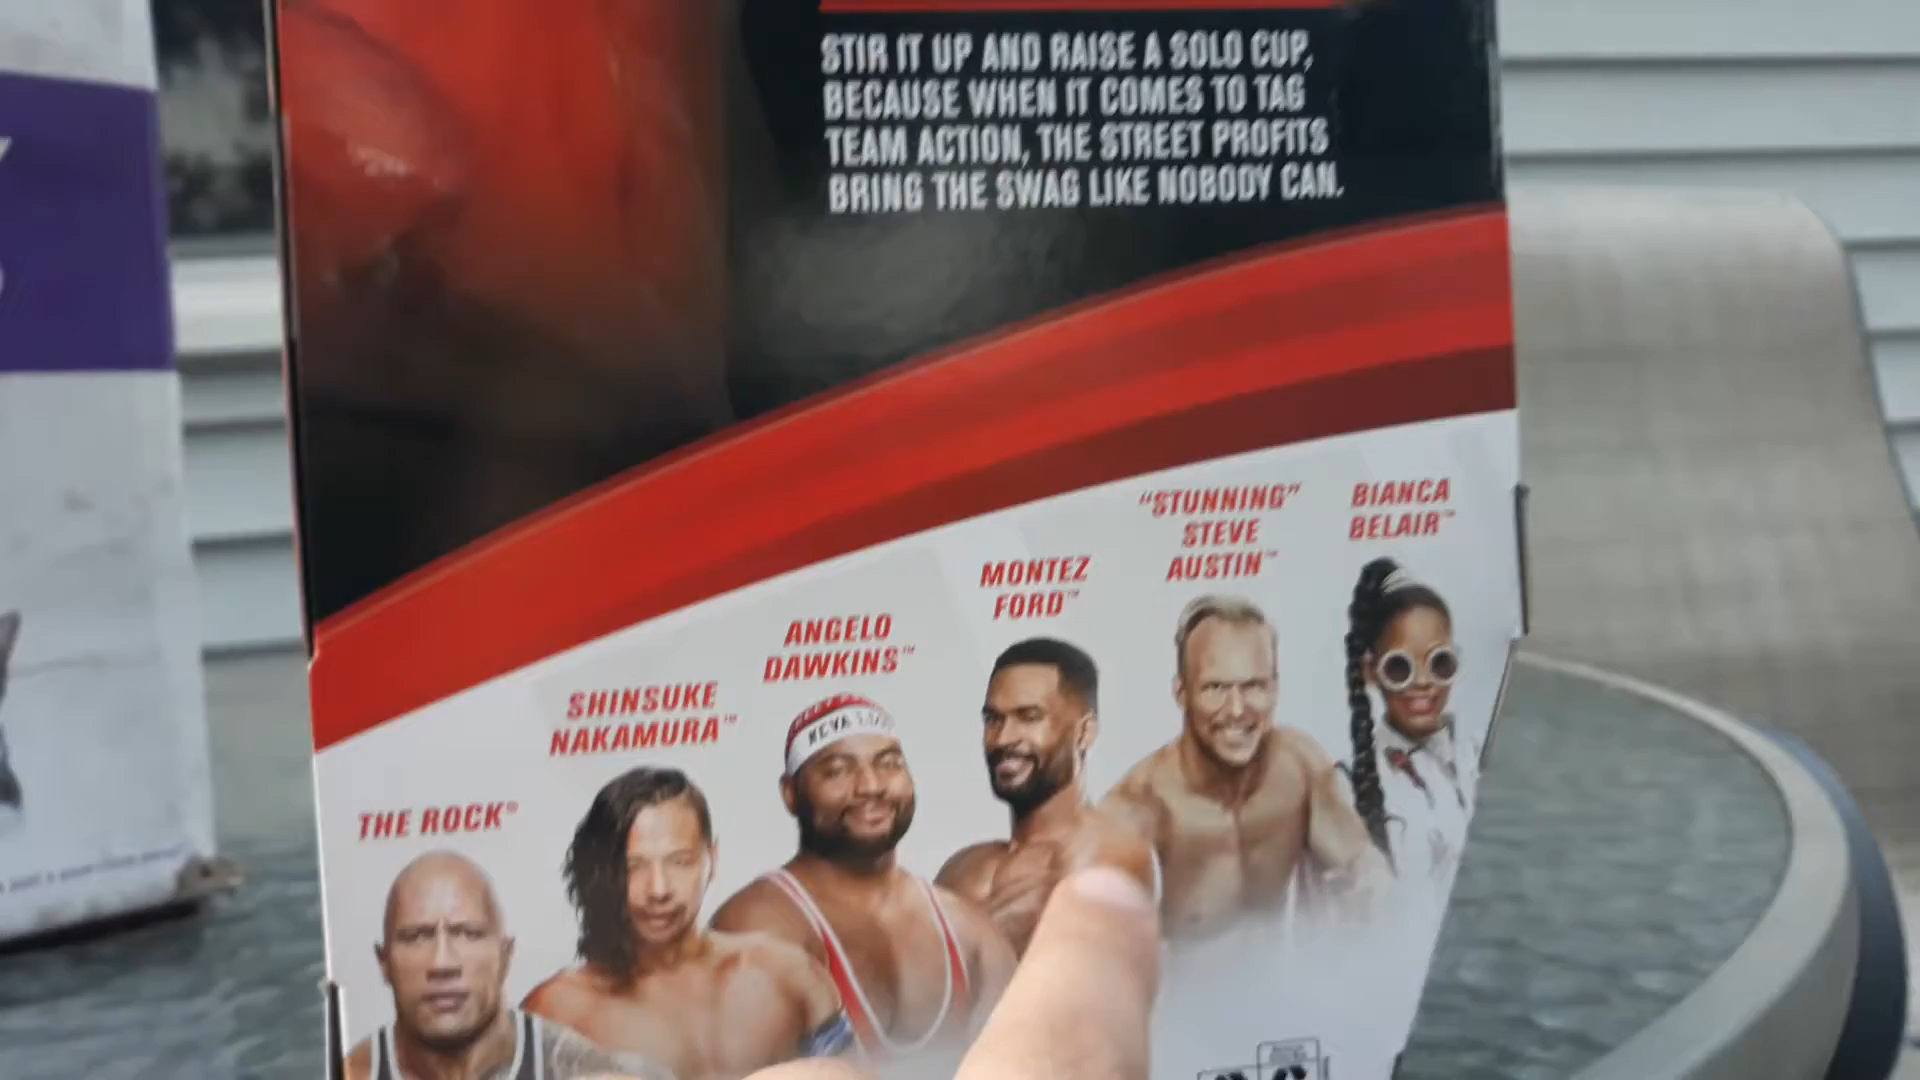 STIR IT UP AND RAISE A SOLO CUP,
BECAUSE WHEN IT COMES TO TAG
TEAM ACTION, THE STREET PROFITS
BRING THE SWAG LIKE NOBODY CAN.
"STUNNING"
STEVE
AUSTIN™
BIANCA
BELAIR™
MONTEZ
FORD™
ANGELO
DAWKINS™
SHINSUKE
NAKAMURA™
THE ROCK®